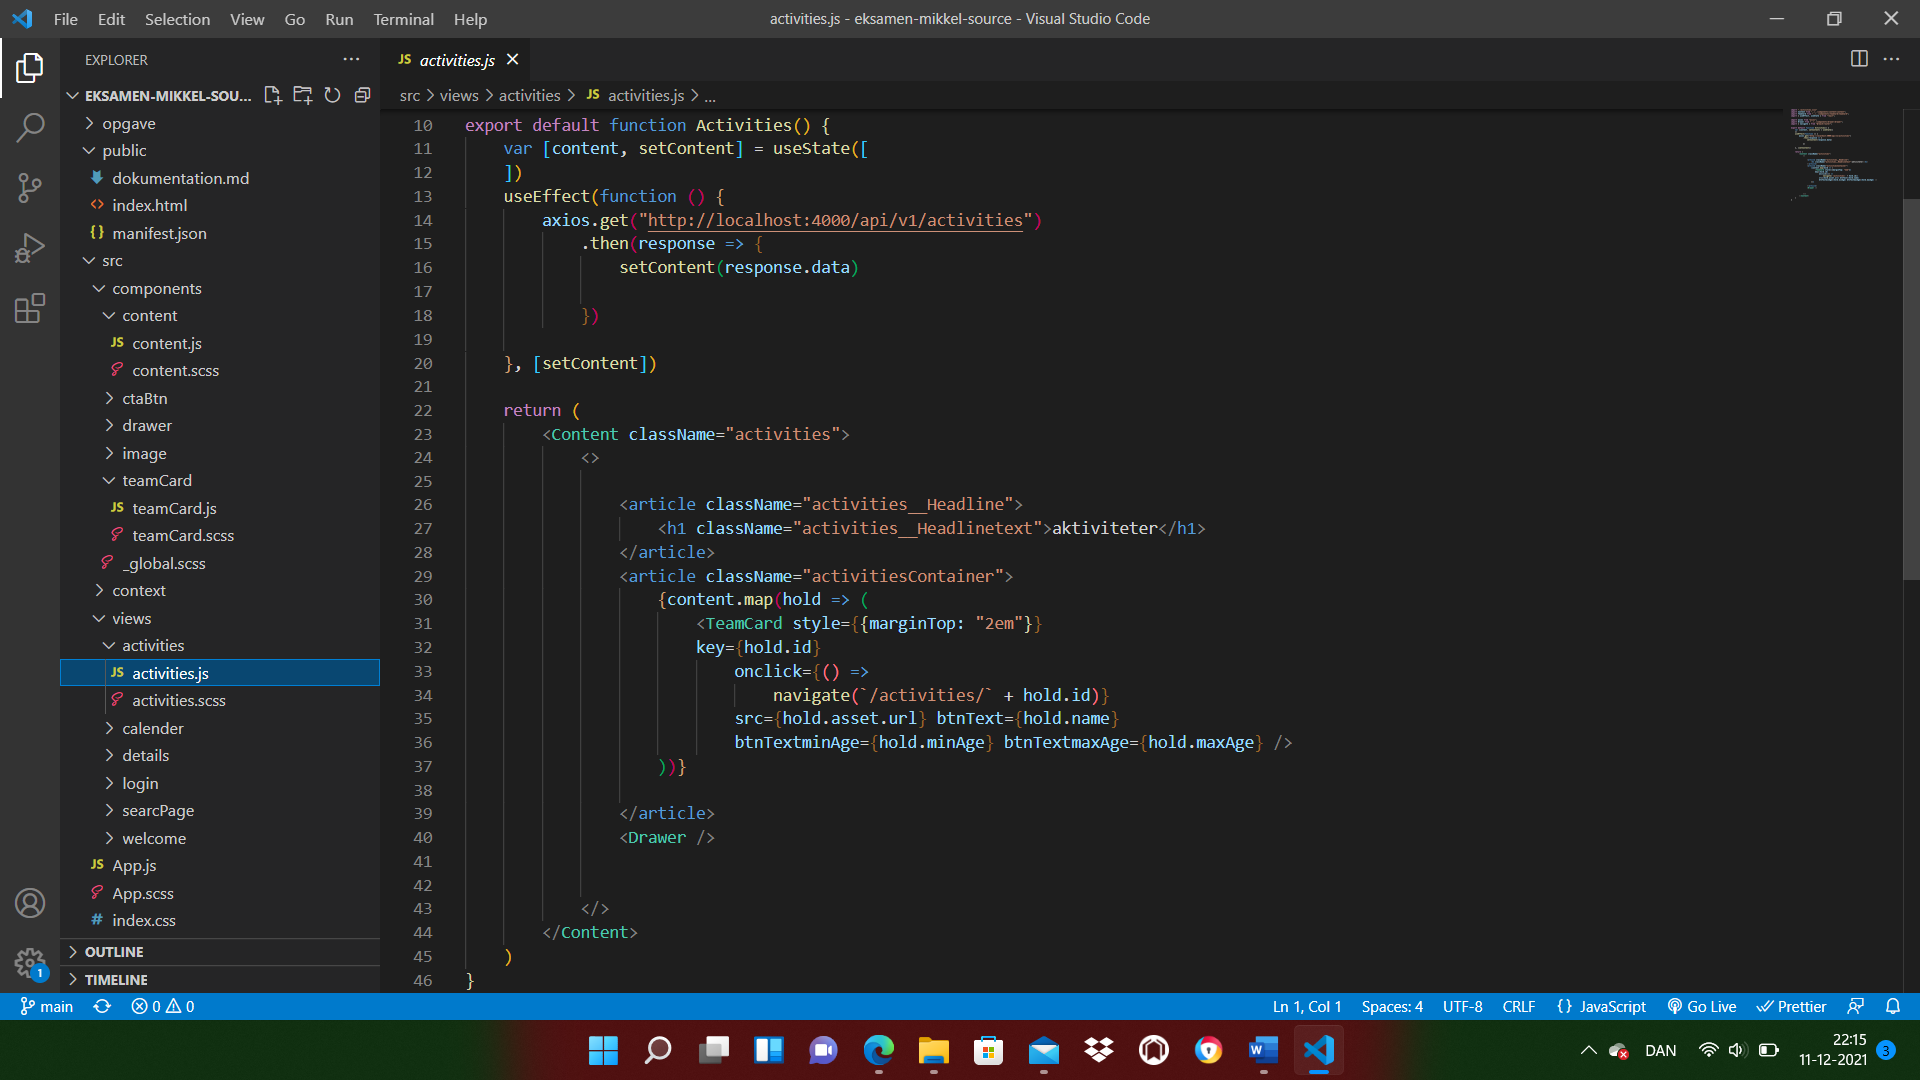 File Edit Selection View Go Run Terminal Help
activities.js - eksamen-mikkel-source - Visual Studio Code
EXPLORER
EKSAMEN-MIKKEL-SOU...
opgave
public
dokumentation.md
index.html
manifest.json
src
components
content
content.js
content.scss
ctaBtn
drawer
image
teamCard
teamCard.js
teamCard.scss
_global.scss
context
views
activities
activities.js
activities.scss
calender
details
login
searcPage
welcome
App.js
App.scss
index.css
OUTLINE
TIMELINE
JS activities.js
src > views > activities > JS activities.js > ...
10 export default function Activities() {
11 var [content, setContent] = useState([
12 ])
13 useEffect(function () {
14 axios.get("http://localhost:4000/api/v1/activities")
15 .then(response => {
16 setContent(response.data)
17
18 })
19
20 }, [setContent])
21
22 return (
23 <Content className="activities">
24 <>
25
26 <article className="activities__Headline">
27 <h1 className="activities__Headlinetext">aktiviteter</h1>
28 </article>
29 <article className="activitiesContainer">
30 {content.map(hold => (
31 <TeamCard style={{marginTop: "2em"}}
32 key={hold.id}
33 onclick={() =>
34 navigate(`/activities/` + hold.id)}
35 src={hold.asset.url} btnText={hold.name}
36 btnTextminAge={hold.minAge} btnTextmaxAge={hold.maxAge} />
37 ))}
38
39 </article>
40 <Drawer />
41
42
43 </>
44 </Content>
45 )
46 }
1
main 0 0
Ln 1, Col 1 Spaces: 4 UTF-8 CRLF {} JavaScript Go Live Prettier
DAN
22:15
11-12-2021
3